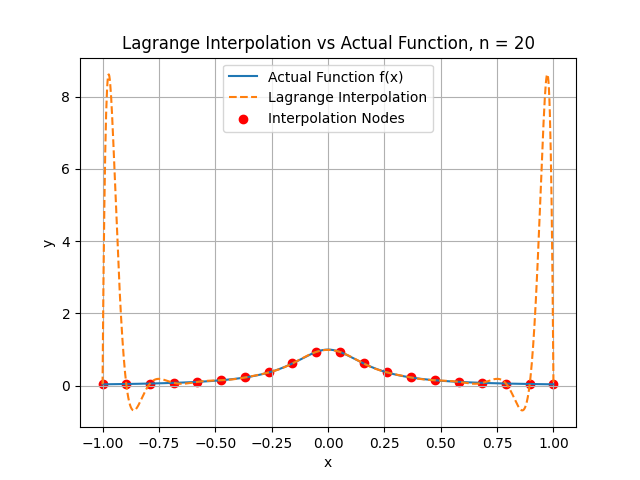 Lagrange Interpolation vs Actual Function, n = 20
Actual Function f(x)
Lagrange Interpolation
Interpolation Nodes
y
8
6
4
2
0
−1.00 −0.75 −0.50 −0.25 0.00 0.25 0.50 0.75 1.00
x